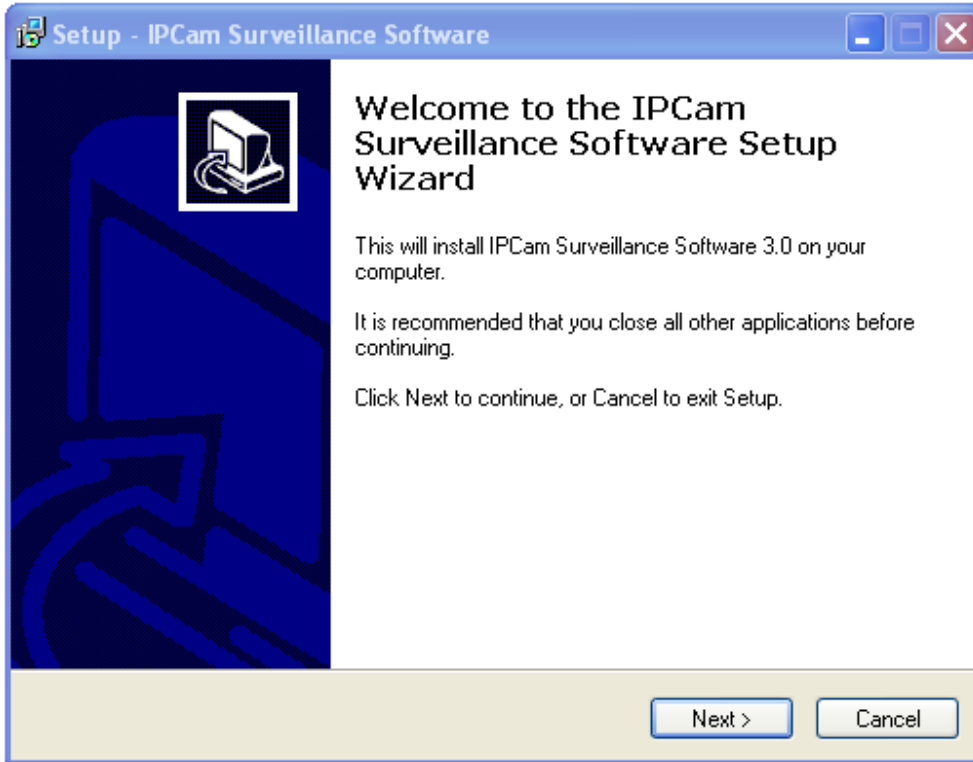 Setup - IPCam Surveillance Software
Welcome to the IPCam
Surveillance Software Setup
Wizard
This will install IPCam Surveillance Software 3.0 on your
computer.
It is recommended that you close all other applications before
continuing.
Click Next to continue, or Cancel to exit Setup.
Next >
Cancel